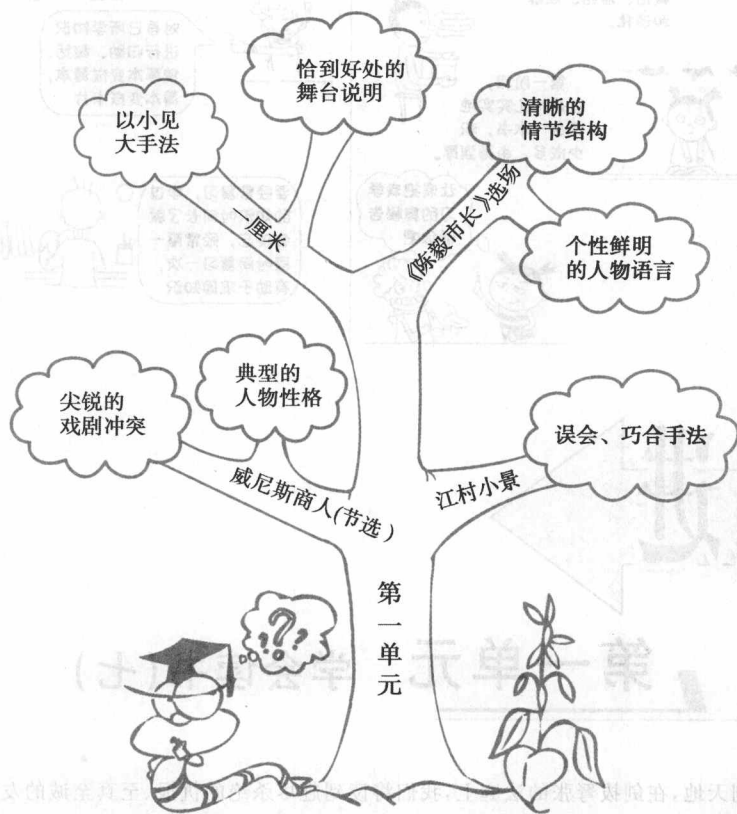 恰到好处的
舞台说明
以小见
大手法
清晰的
情节结构
一厘米
《陈毅市长》选场
个性鲜明
的人物语言
典型的
人物性格
尖锐的
戏剧冲突
误会、巧合手法
威尼斯商人(节选)
江村小景
第
一
单
元
???